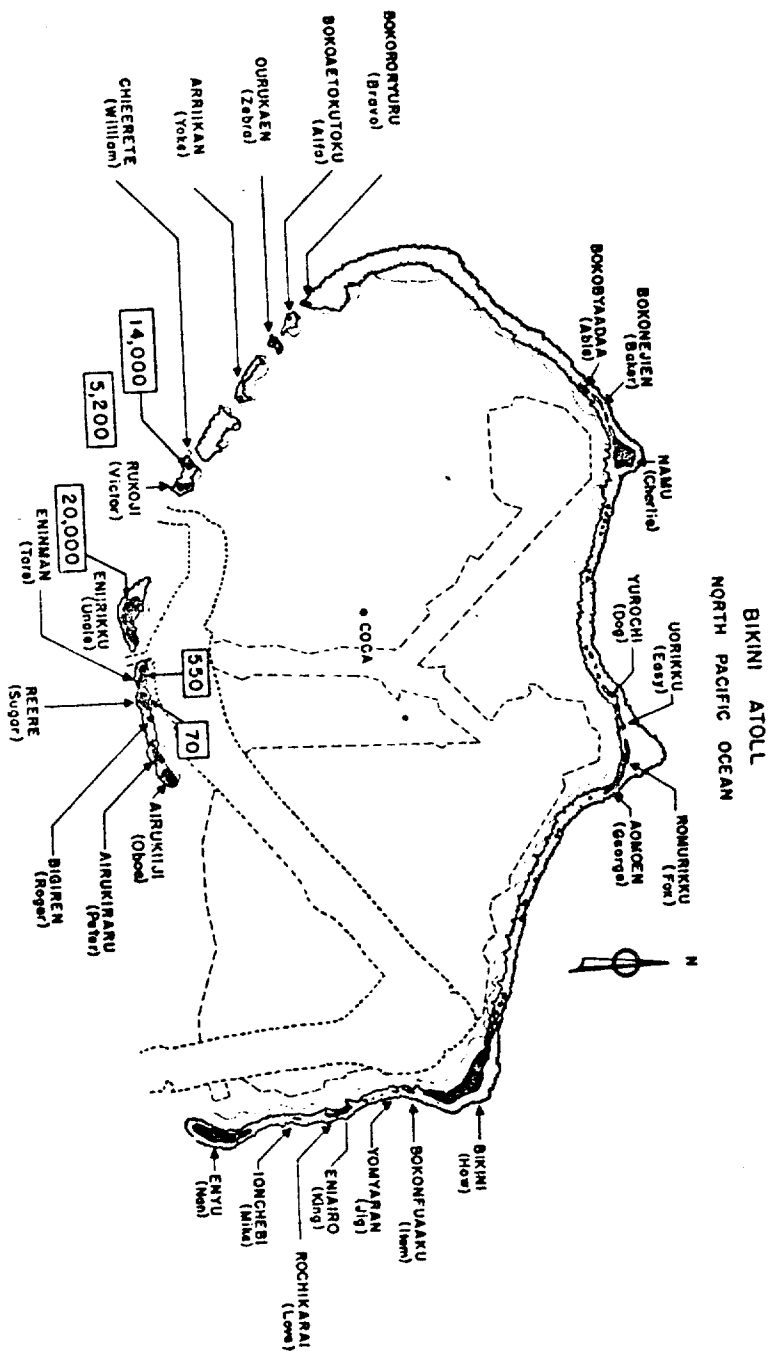 BIKINI ATOLL
NORTH PACIFIC OCEAN
N
BOKORORYURU
(Bravo)
BOKOAETOKUTOKU
(Alfa)
OURUKAEN
(Zebra)
ARRIIKAN
(Yoke)
CHIEERETE
(William)
BOKOBYAADAA
(Able)
BOKONEJIEN
(Baker)
NAMU
(Charlie)
YUROCHI
(Dog)
UORIKKU
(Easy)
ROMURIKKU
(Fox)
AOMOEN
(George)
BIKINI
(How)
BOKONFUAAKU
(Item)
YOMYARAN
(Jig)
ENIAIRO
(King)
ROCHIKARAI
(Love)
IONCHEBI
(Mike)
ENYU
(Nan)
COCA
14,000
5,200
RUKOJI
(Victor)
20,000
ENIIRIKKU
(Uncle)
ENINMAN
(Tare)
550
REERE
(Sugar)
70
AIRUKIIJI
(Oboe)
AIRUKIRARU
(Peter)
BIGIREN
(Roger)